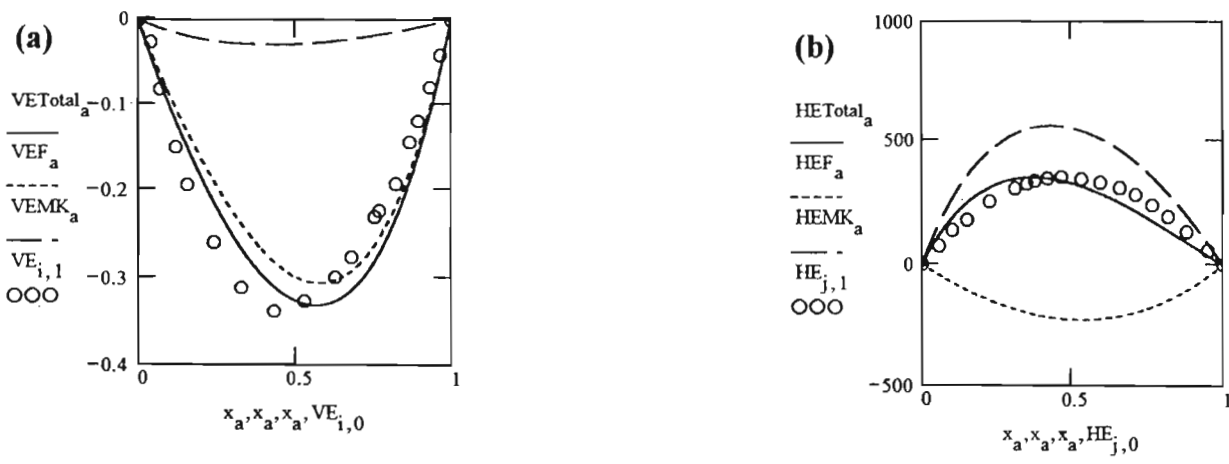 (a)
0
VETotal_a
-0.1
VEF_a
-0.2
VEMK_a
VE_i,1
-0.3
-0.4
0 0.5 1
x_a,x_a,x_a,VE_i,0
(b)
1000
HETotal_a
500
HEF_a
HEMK_a
0
HE_j,1
-500
0 0.5 1
x_a,x_a,x_a,HE_j,0